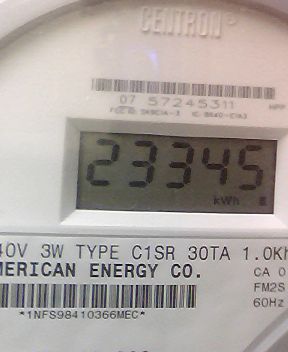 CENTRON
07 57245311
23345
kWh
40V 3W TYPE C1SR 30TA 1.0Kh
MERICAN ENERGY CO.
CA 0
FM2S
60Hz
*1NFS98410366MEC*